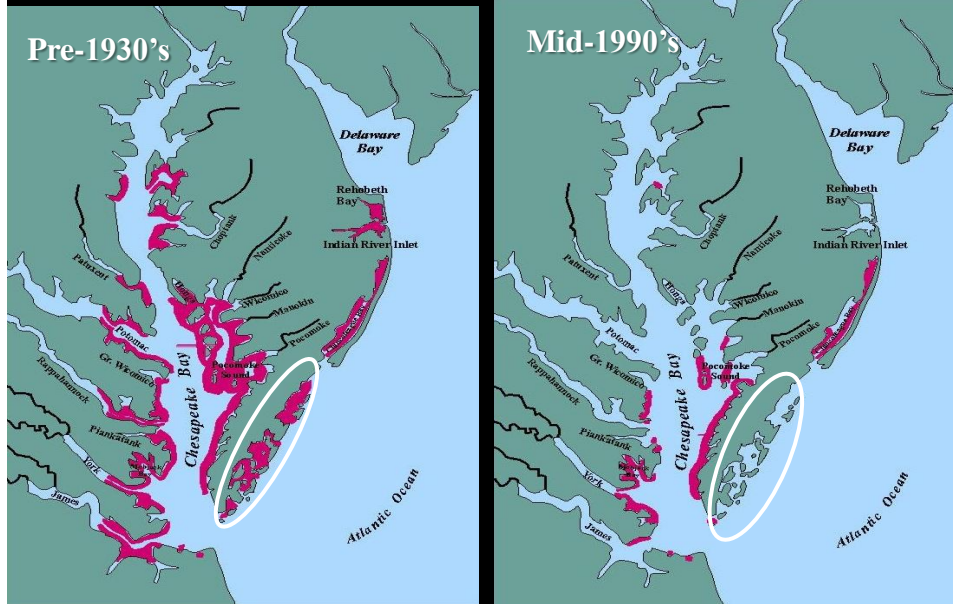 Pre-1930's
Delaware
Bay
Rehobeth
Bay
Indian River Inlet
Choptank
Nanticoke
Patuxent
Honga
Wicomico
Manokin
Potomac
Pocomoke
Gr. Wicomico
Pocomoke
Sound
Rappahannock
Chesapeake Bay
Piankatank
York
James
Atlantic Ocean
Mid-1990's
Delaware
Bay
Rehobeth
Bay
Indian River Inlet
Choptank
Nanticoke
Patuxent
Honga
Wicomico
Manokin
Potomac
Pocomoke
Gr. Wicomico
Pocomoke
Sound
Rappahannock
Chesapeake Bay
Piankatank
York
James
Atlantic Ocean